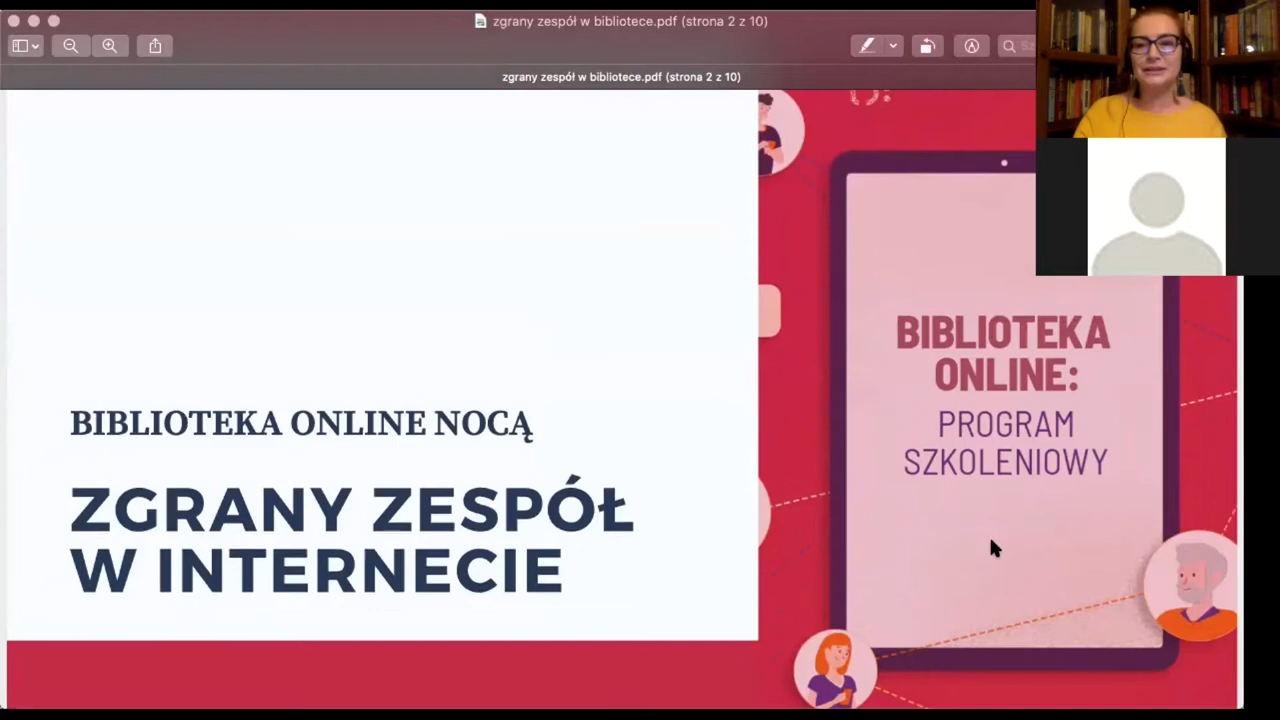 zgrany zespół w bibliotece.pdf (strona 2 z 10)
zgrany zespół w bibliotece.pdf (strona 2 z 10)
BIBLIOTEKA ONLINE NOCĄ
ZGRANY ZESPÓŁ
W INTERNECIE
BIBLIOTEKA
ONLINE:
PROGRAM
SZKOLENIOWY